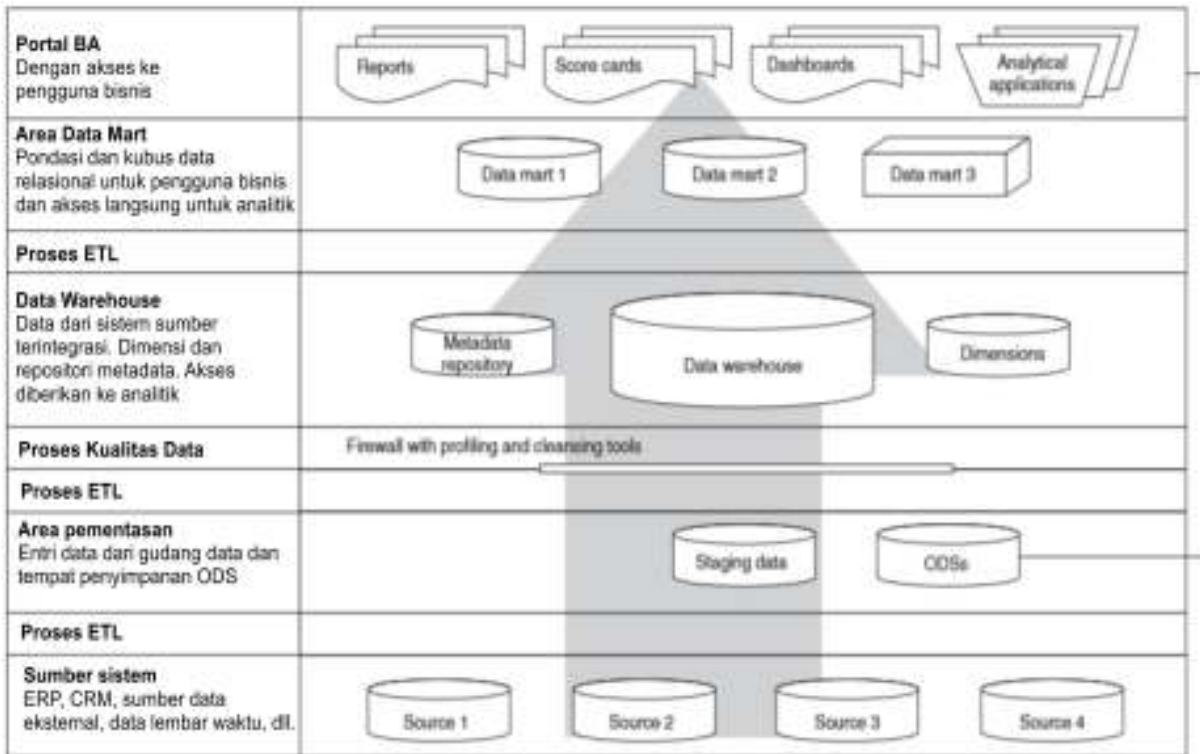 Portal BA
Dengan akses ke
pengguna bisnis
Reports
Score cards
Dashboards
Analytical
applications
Area Data Mart
Pondasi dan kubus data
relasional untuk pengguna bisnis
dan akses langsung untuk analitik
Data mart 1
Data mart 2
Data mart 3
Proses ETL
Data Warehouse
Data dari sistem sumber
terintegrasi. Dimensi dan
repositori metadata. Akses
diberikan ke analitik
Metadata
repository
Data warehouse
Dimensions
Proses Kualitas Data
Firewall with profiling and cleansing tools
Proses ETL
Area pementasan
Entri data dari gudang data dan
tempat penyimpanan ODS
Staging data
ODSs
Proses ETL
Sumber sistem
ERP, CRM, sumber data
eksternal, data lembar waktu, dll.
Source 1
Source 2
Source 3
Source 4